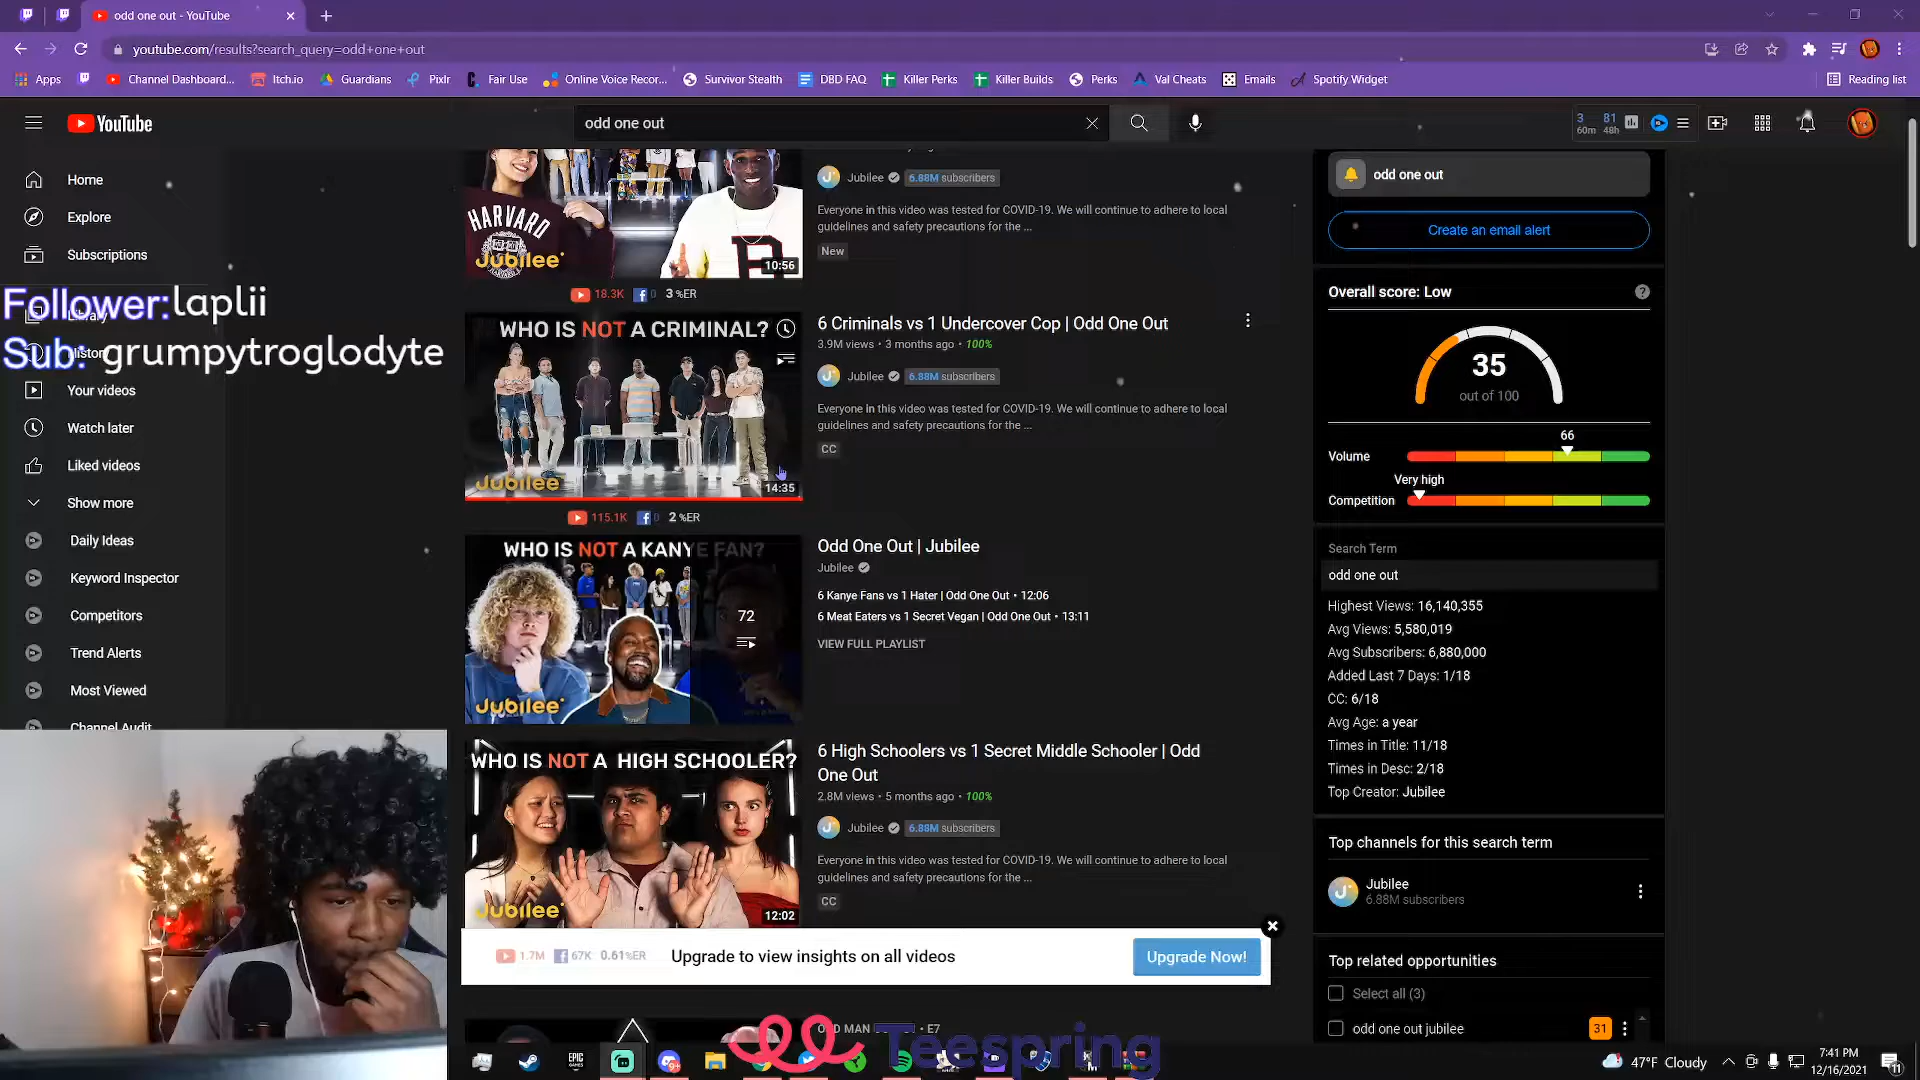 odd one out - YouTube
youtube.com/results?search_query=odd+one+out
Apps
Channel Dashboard...
Itch.io
Guardians
Pixlr
Fair Use
Online Voice Recor...
Survivor Stealth
DBD FAQ
Killer Perks
Killer Builds
Perks
Val Cheats
Emails
Spotify Widget
Reading list
YouTube
odd one out
3
60m
81
48h
Home
Explore
Subscriptions
Library
History
Follower:laplii
Sub: grumpytroglodyte
Your videos
Watch later
Liked videos
Show more
Daily Ideas
Keyword Inspector
Competitors
Trend Alerts
Most Viewed
Channel Audit
HARVARD
Jubilee
10:56
Jubilee
6.88M subscribers
Everyone in this video was tested for COVID-19. We will continue to adhere to local
guidelines and safety precautions for the ...
New
18.3K
0
3 %ER
WHO IS NOT A CRIMINAL?
Jubilee
14:35
6 Criminals vs 1 Undercover Cop | Odd One Out
3.9M views • 3 months ago • 100%
Jubilee
6.88M subscribers
Everyone in this video was tested for COVID-19. We will continue to adhere to local
guidelines and safety precautions for the ...
CC
115.1K
0
2 %ER
WHO IS NOT A KANYE FAN?
Jubilee
72
Odd One Out | Jubilee
Jubilee
6 Kanye Fans vs 1 Hater | Odd One Out • 12:06
6 Meat Eaters vs 1 Secret Vegan | Odd One Out • 13:11
VIEW FULL PLAYLIST
WHO IS NOT A HIGH SCHOOLER?
Jubilee
12:02
6 High Schoolers vs 1 Secret Middle Schooler | Odd
One Out
2.8M views • 5 months ago • 100%
Jubilee
6.88M subscribers
Everyone in this video was tested for COVID-19. We will continue to adhere to local
guidelines and safety precautions for the ...
CC
1.7M
67K
0.61%ER
Upgrade to view insights on all videos
Upgrade Now!
odd one out
Create an email alert
Overall score: Low
35
out of 100
66
Volume
Very high
Competition
Search Term
odd one out
Highest Views: 16,140,355
Avg Views: 5,580,019
Avg Subscribers: 6,880,000
Added Last 7 Days: 1/18
CC: 6/18
Avg Age: a year
Times in Title: 11/18
Times in Desc: 2/18
Top Creator: Jubilee
Top channels for this search term
Jubilee
6.88M subscribers
Top related opportunities
Select all (3)
odd one out jubilee
31
MAN
• E7
EPIC
GAMES
Teespring
47°F Cloudy
7:41 PM
12/16/2021
11